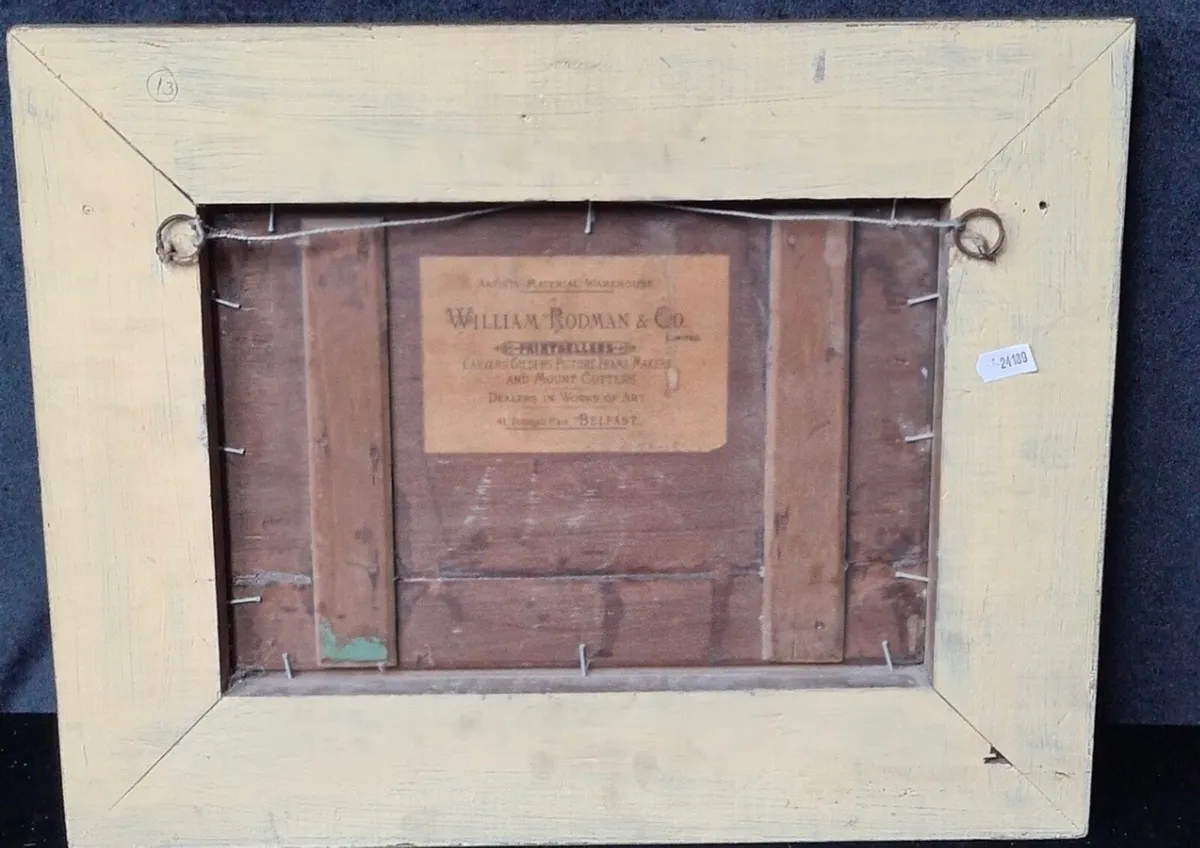 13
ARTISTS MATERIAL WAREHOUSE
WILLIAM RODMAN & CO.
LIMITED
PRINTSELLERS
CARVERS GILDERS PICTURE FRAME MAKERS
AND MOUNT CUTTERS
DEALERS IN WORKS OF ART
41 BELFAST.
24189